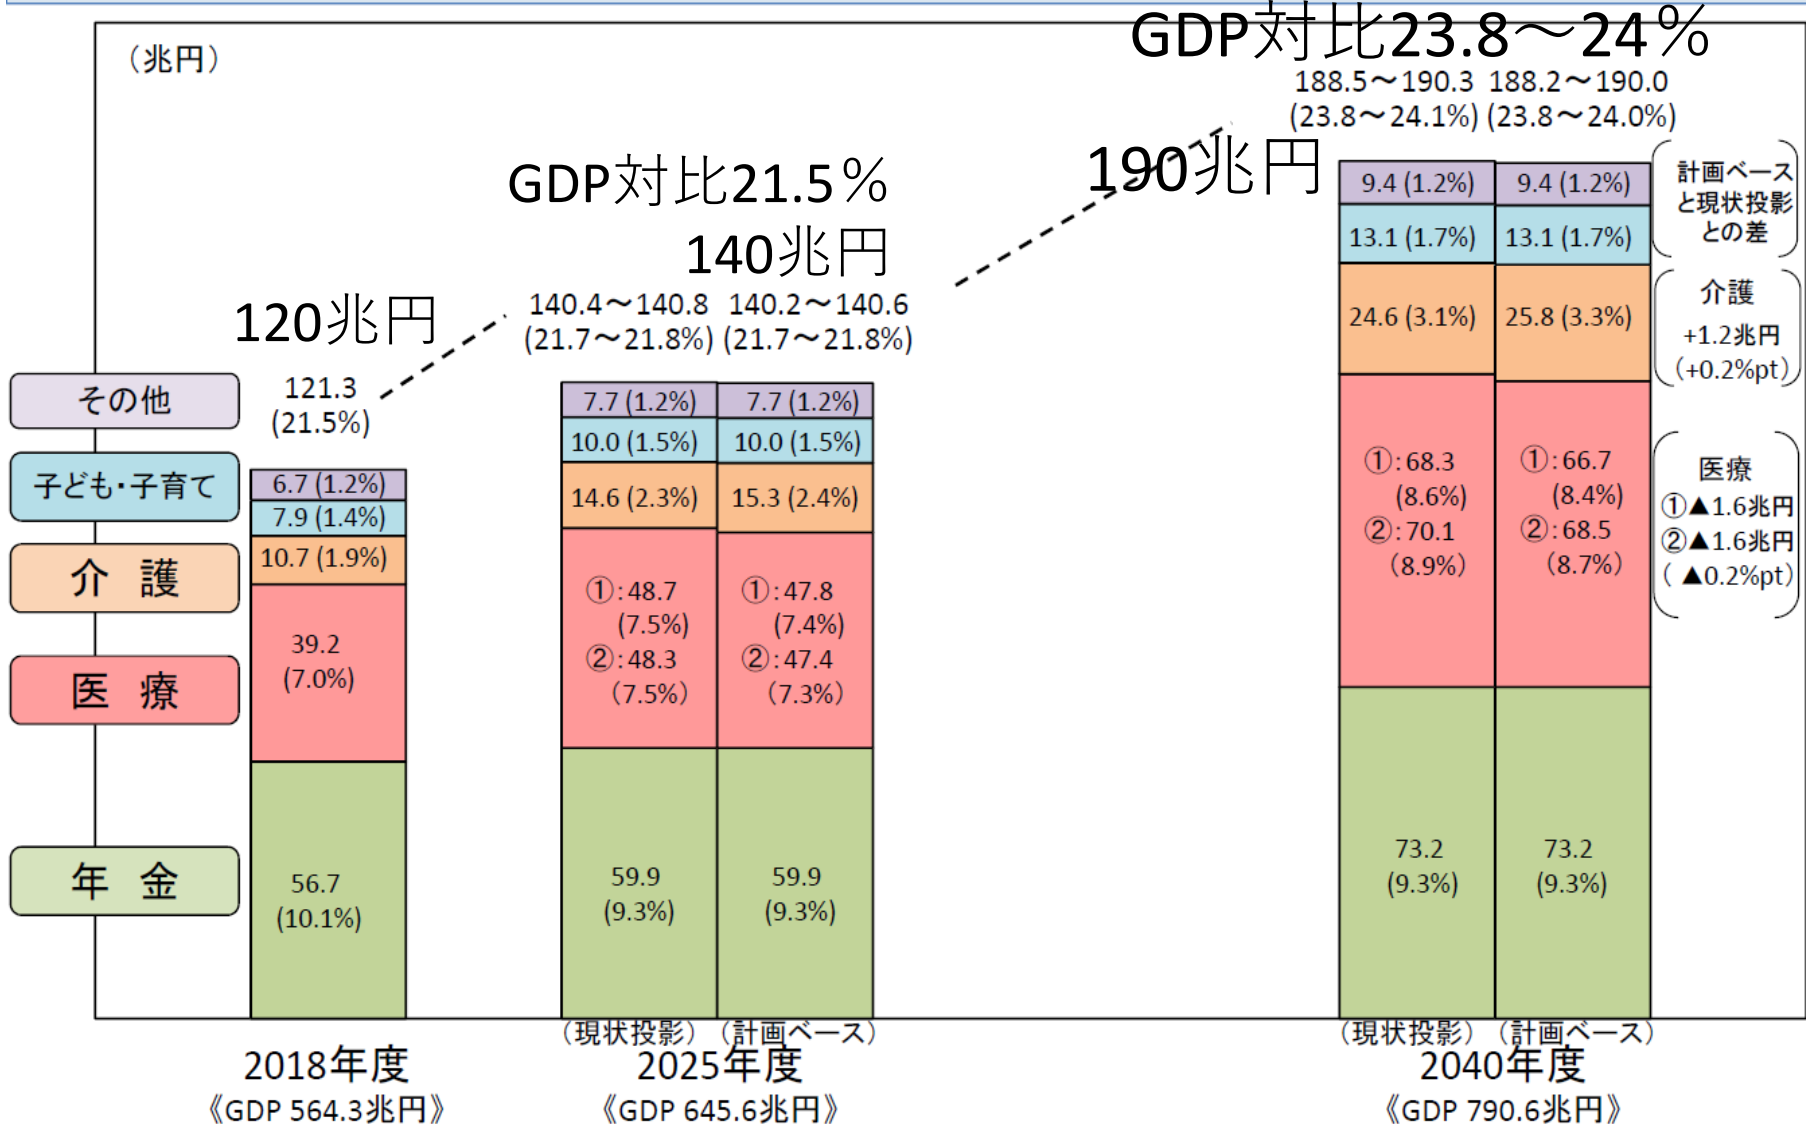 GDP対比23.8～24％
（兆円）
188.5～190.3 188.2～190.0
(23.8～24.1%) (23.8～24.0%)
190兆円
GDP対比21.5％
140兆円
140.4～140.8 140.2～140.6
(21.7～21.8%) (21.7～21.8%)
120兆円
121.3
(21.5%)
その他
子ども・子育て
介 護
医 療
年 金
6.7 (1.2%)
7.9 (1.4%)
10.7 (1.9%)
39.2
(7.0%)
56.7
(10.1%)
7.7 (1.2%)
10.0 (1.5%)
14.6 (2.3%)
①:48.7
(7.5%)
②:48.3
(7.5%)
59.9
(9.3%)
7.7 (1.2%)
10.0 (1.5%)
15.3 (2.4%)
①:47.8
(7.4%)
②:47.4
(7.3%)
59.9
(9.3%)
9.4 (1.2%)
13.1 (1.7%)
24.6 (3.1%)
①:68.3
(8.6%)
②:70.1
(8.9%)
73.2
(9.3%)
9.4 (1.2%)
13.1 (1.7%)
25.8 (3.3%)
①:66.7
(8.4%)
②:68.5
(8.7%)
73.2
(9.3%)
計画ベース
と現状投影
との差
介護
+1.2兆円
(+0.2%pt)
医療
①▲1.6兆円
②▲1.6兆円
( ▲0.2%pt)
（現状投影）（計画ベース）
（現状投影）（計画ベース）
2018年度
2025年度
2040年度
《GDP 564.3兆円》
《GDP 645.6兆円》
《GDP 790.6兆円》